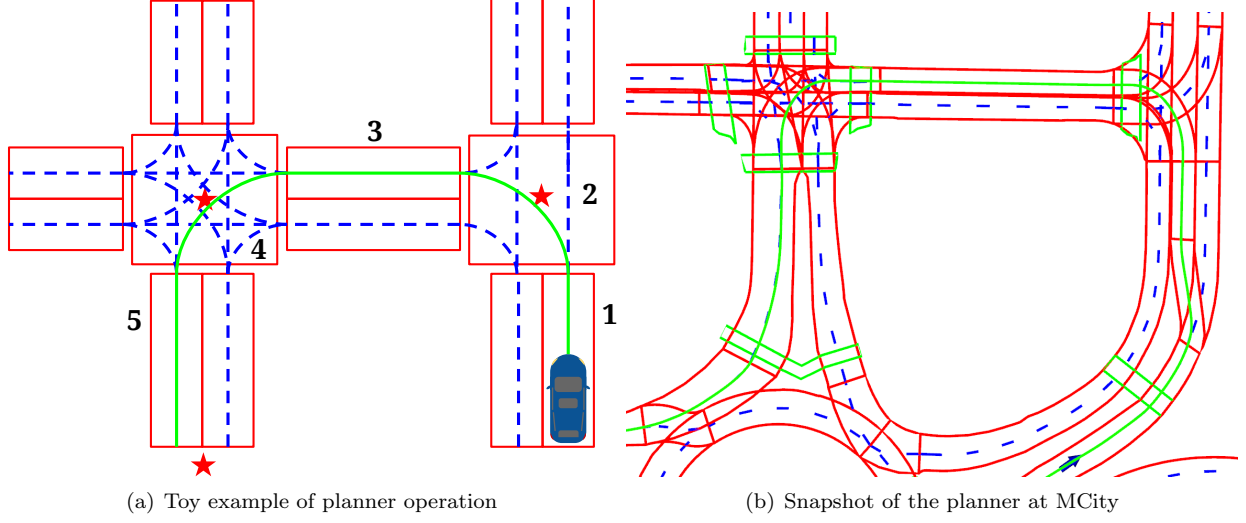 3
2
4
5
1
(a) Toy example of planner operation
(b) Snapshot of the planner at MCity